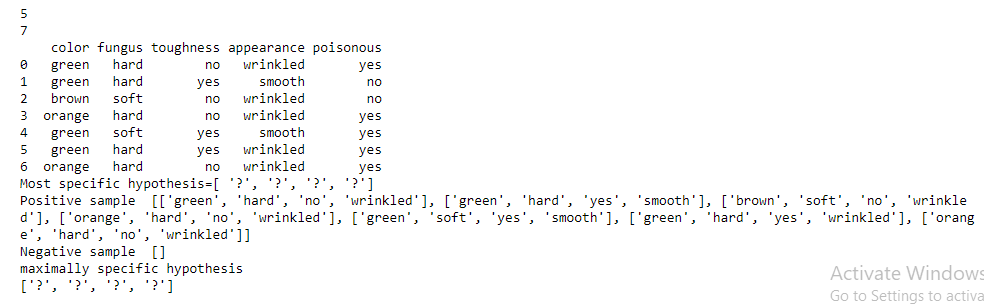 5
7
color fungus toughness appearance poisonous
0 green hard no wrinkled yes
1 green hard yes smooth no
2 brown soft no wrinkled no
3 orange hard no wrinkled yes
4 green soft yes smooth yes
5 green hard yes wrinkled yes
6 orange hard no wrinkled yes
Most specific hypothesis=[ '?', '?', '?', '?']
Positive sample  [['green', 'hard', 'no', 'wrinkled'], ['green', 'hard', 'yes', 'smooth'], ['brown', 'soft', 'no', 'wrinkle
d'], ['orange', 'hard', 'no', 'wrinkled'], ['green', 'soft', 'yes', 'smooth'], ['green', 'hard', 'yes', 'wrinkled'], ['orang
e', 'hard', 'no', 'wrinkled']]
Negative sample  []
maximally specific hypothesis
['?', '?', '?', '?']
Activate Windows
Go to Settings to activa